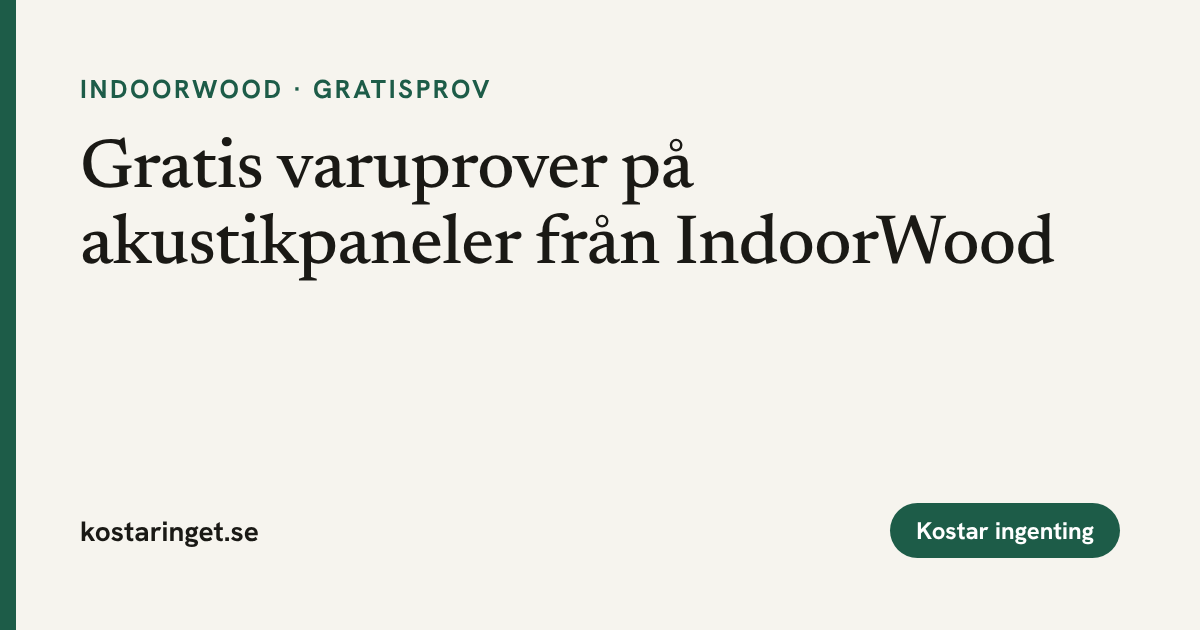 INDOORWOOD · GRATISPROV
Gratis varuprover på
akustikpaneler från IndoorWood
kostaringet.se
Kostar ingenting